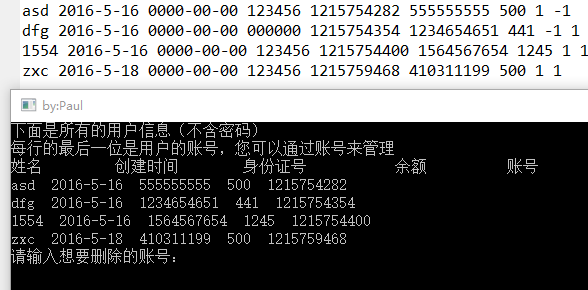 asd 2016-5-16 0000-00-00 123456 1215754282 555555555 500 1 -1
dfg 2016-5-16 0000-00-00 000000 1215754354 1234654651 441 -1 1
1554 2016-5-16 0000-00-00 123456 1215754400 1564567654 1245 1 1
zxc 2016-5-18 0000-00-00 123456 1215759468 410311199 500 1 1
by:Paul
下面是所有的用户信息（不含密码）
每行的最后一位是用户的账号，您可以通过账号来管理
姓名 创建时间 身份证号 余额 账号
asd 2016-5-16 555555555 500 1215754282
dfg 2016-5-16 1234654651 441 1215754354
1554 2016-5-16 1564567654 1245 1215754400
zxc 2016-5-18 410311199 500 1215759468
请输入想要删除的账号：